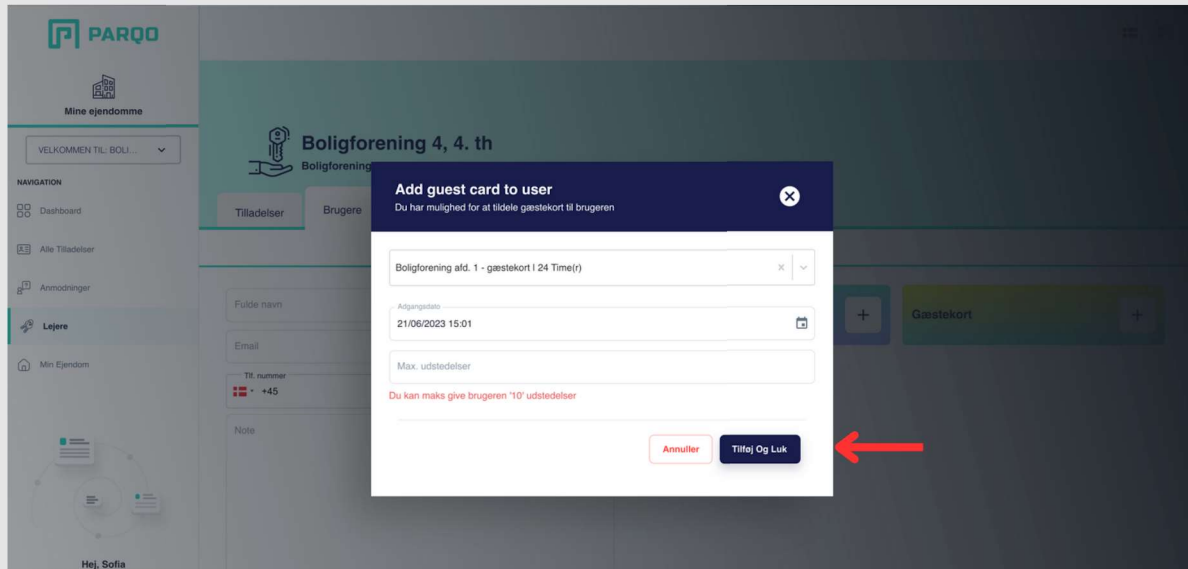 PARQO
Mine ejendomme
VELKOMMEN TIL: BOLI...
NAVIGATION
Dashboard
Alle Tilladelser
Anmodninger
Lejere
Min Ejendom
Hej, Sofia
Boligforening 4, 4. th
Boligforening
Tilladelser
Brugere
Fulde navn
Email
Tlf. nummer
+45
Note
Add guest card to user
Du har mulighed for at tildele gæstekort til brugeren
Boligforening afd. 1 - gæstekort | 24 Time(r)
Adgangsdato
21/06/2023 15:01
Max. udstedelser
Du kan maks give brugeren '10' udstedelser
Annuller
Tilføj Og Luk
Gæstekort